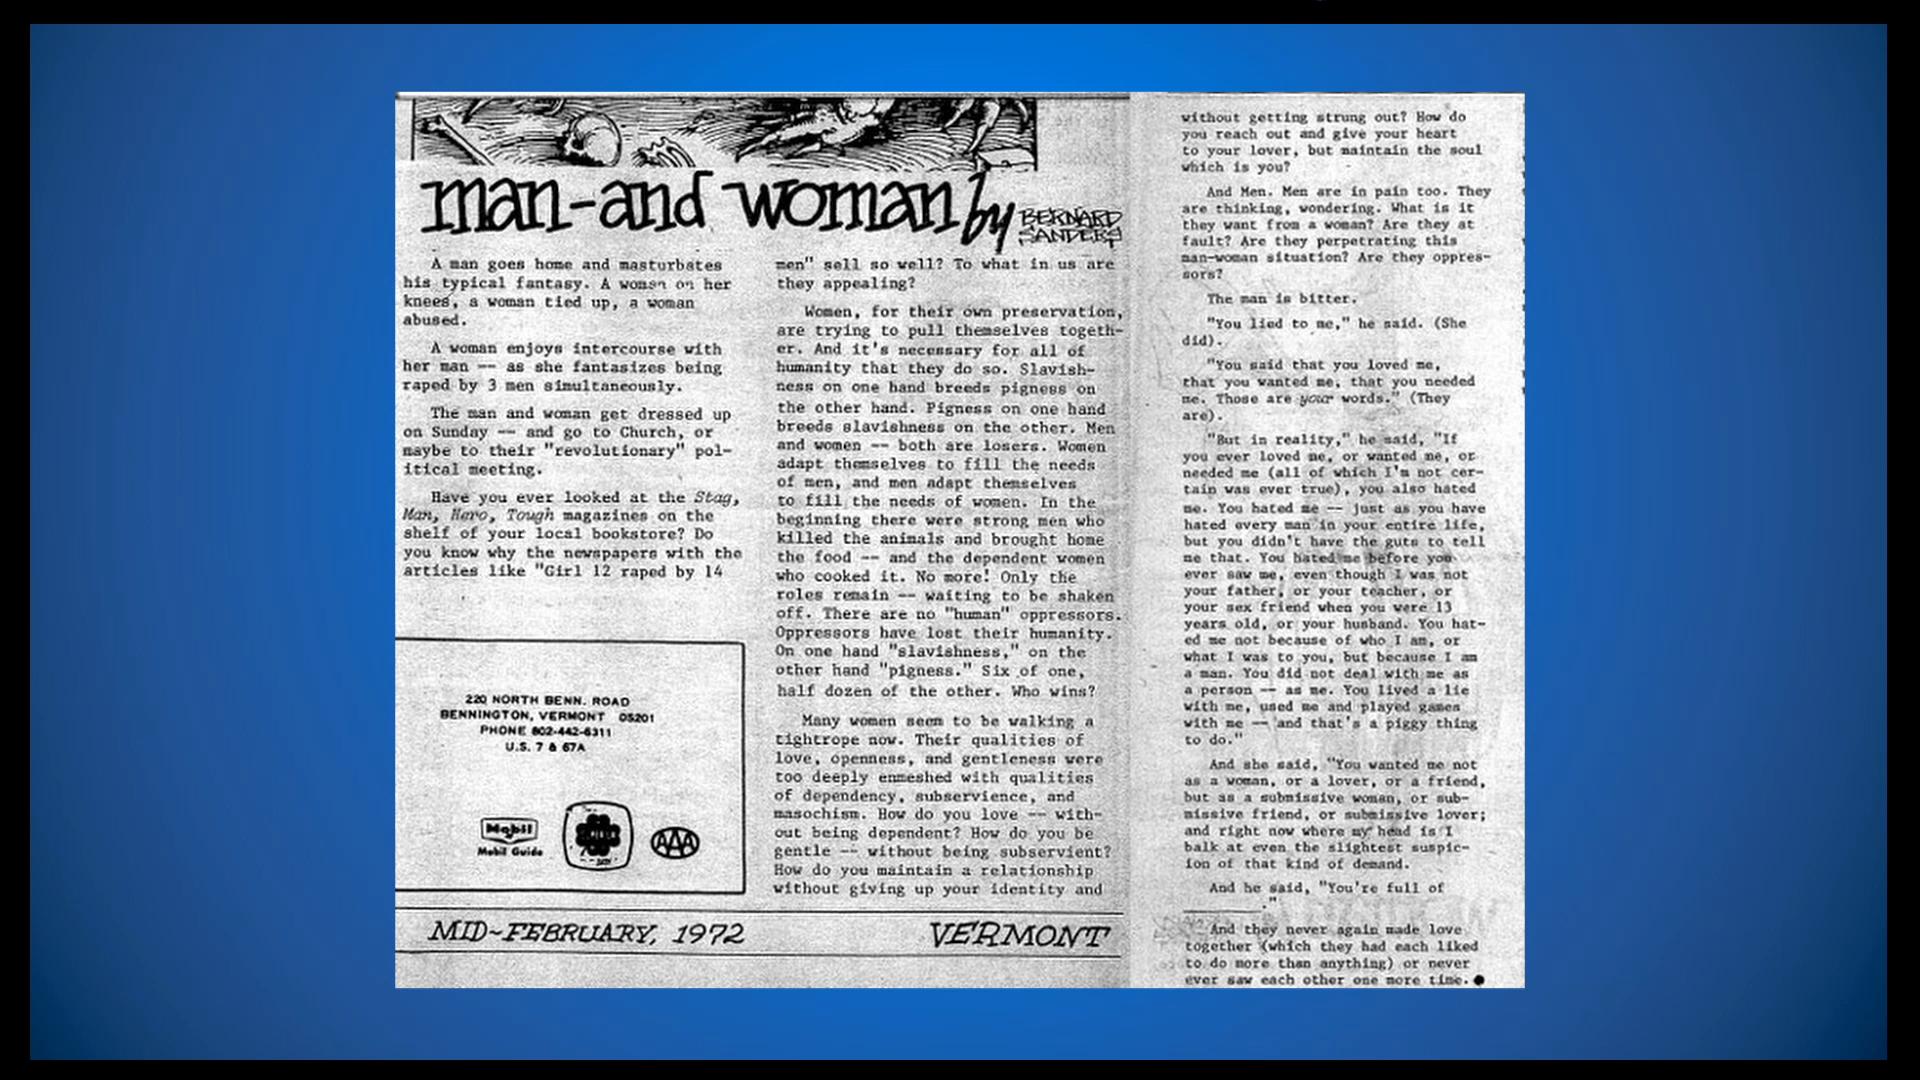 man-and woman by BERNARD SANDERS
A man goes home and masturbates
his typical fantasy. A woman on her
knees, a woman tied up, a woman
abused.
A woman enjoys intercourse with
her man -- as she fantasizes being
raped by 3 men simultaneously.
The man and woman get dressed up
on Sunday -- and go to Church, or
maybe to their "revolutionary" pol-
itical meeting.
Have you ever looked at the Stag,
Man, Hero, Tough magazines on the
shelf of your local bookstore? Do
you know why the newspapers with the
articles like "Girl 12 raped by 14
220 NORTH BENN. ROAD
BENNINGTON, VERMONT 05201
PHONE 802-442-6311
U.S. 7 & 67A
Mobil
Mobil Guide
AAA
men" sell so well? To what in us are
they appealing?
Women, for their own preservation,
are trying to pull themselves togeth-
er. And it's necessary for all of
humanity that they do so. Slavish-
ness on one hand breeds pigness on
the other hand. Pigness on one hand
breeds slavishness on the other. Men
and women -- both are losers. Women
adapt themselves to fill the needs
of men, and men adapt themselves
to fill the needs of women. In the
beginning there were strong men who
killed the animals and brought home
the food -- and the dependent women
who cooked it. No more! Only the
roles remain -- waiting to be shaken
off. There are no "human" oppressors.
Oppressors have lost their humanity.
On one hand "slavishness," on the
other hand "pigness." Six of one,
half dozen of the other. Who wins?
Many women seem to be walking a
tightrope now. Their qualities of
love, openness, and gentleness were
too deeply enmeshed with qualities
of dependency, subservience, and
masochism. How do you love -- with-
out being dependent? How do you be
gentle -- without being subservient?
How do you maintain a relationship
without giving up your identity and
MID-FEBRUARY, 1972 VERMONT
without getting strung out? How do
you reach out and give your heart
to your lover, but maintain the soul
which is you?
And Men. Men are in pain too. They
are thinking, wondering. What is it
they want from a woman? Are they at
fault? Are they perpetrating this
man-woman situation? Are they oppres-
sors?
The man is bitter.
"You lied to me," he said. (She
did).
"You said that you loved me,
that you wanted me, that you needed
me. Those are your words." (They
are).
"But in reality," he said, "If
you ever loved me, or wanted me, or
needed me (all of which I'm not cer-
tain was ever true), you also hated
me. You hated me -- just as you have
hated every man in your entire life,
but you didn't have the guts to tell
me that. You hated me before you
ever saw me, even though I was not
your father, or your teacher, or
your sex friend when you were 13
years old, or your husband. You hat-
ed me not because of who I am, or
what I was to you, but because I am
a man. You did not deal with me as
a person -- as me. You lived a lie
with me, used me and played games
with me -- and that's a piggy thing
to do."
And she said, "You wanted me not
as a woman, or a lover, or a friend,
but as a submissive woman, or sub-
missive friend, or submissive lover;
and right now where my head is I
balk at even the slightest suspic-
ion of that kind of demand.
And he said, "You're full of
______."
And they never again made love
together (which they had each liked
to do more than anything) or never
ever saw each other one more time.